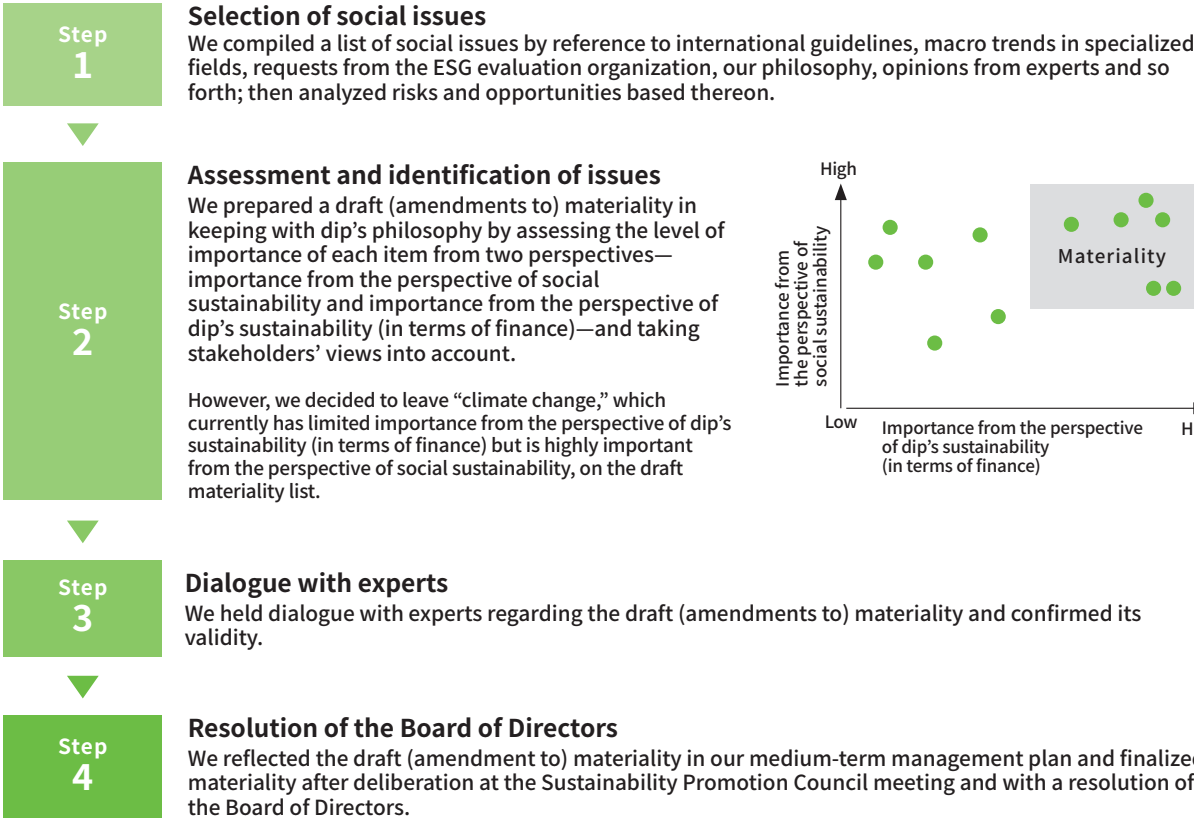 Step
1
Selection of social issues
We compiled a list of social issues by reference to international guidelines, macro trends in specialized
fields, requests from the ESG evaluation organization, our philosophy, opinions from experts and so
forth; then analyzed risks and opportunities based thereon.
Step
2
Assessment and identification of issues
We prepared a draft (amendments to) materiality in
keeping with dip’s philosophy by assessing the level of
importance of each item from two perspectives—
importance from the perspective of social
sustainability and importance from the perspective of
dip’s sustainability (in terms of finance)—and taking
stakeholders’ views into account.
However, we decided to leave “climate change,” which
currently has limited importance from the perspective of dip’s
sustainability (in terms of finance) but is highly important
from the perspective of social sustainability, on the draft
materiality list.
High
Importance from
the perspective of
social sustainability
Materiality
Low
Importance from the perspective
of dip’s sustainability
(in terms of finance)
H
Step
3
Dialogue with experts
We held dialogue with experts regarding the draft (amendments to) materiality and confirmed its
validity.
Step
4
Resolution of the Board of Directors
We reflected the draft (amendment to) materiality in our medium-term management plan and finalized
materiality after deliberation at the Sustainability Promotion Council meeting and with a resolution of
the Board of Directors.